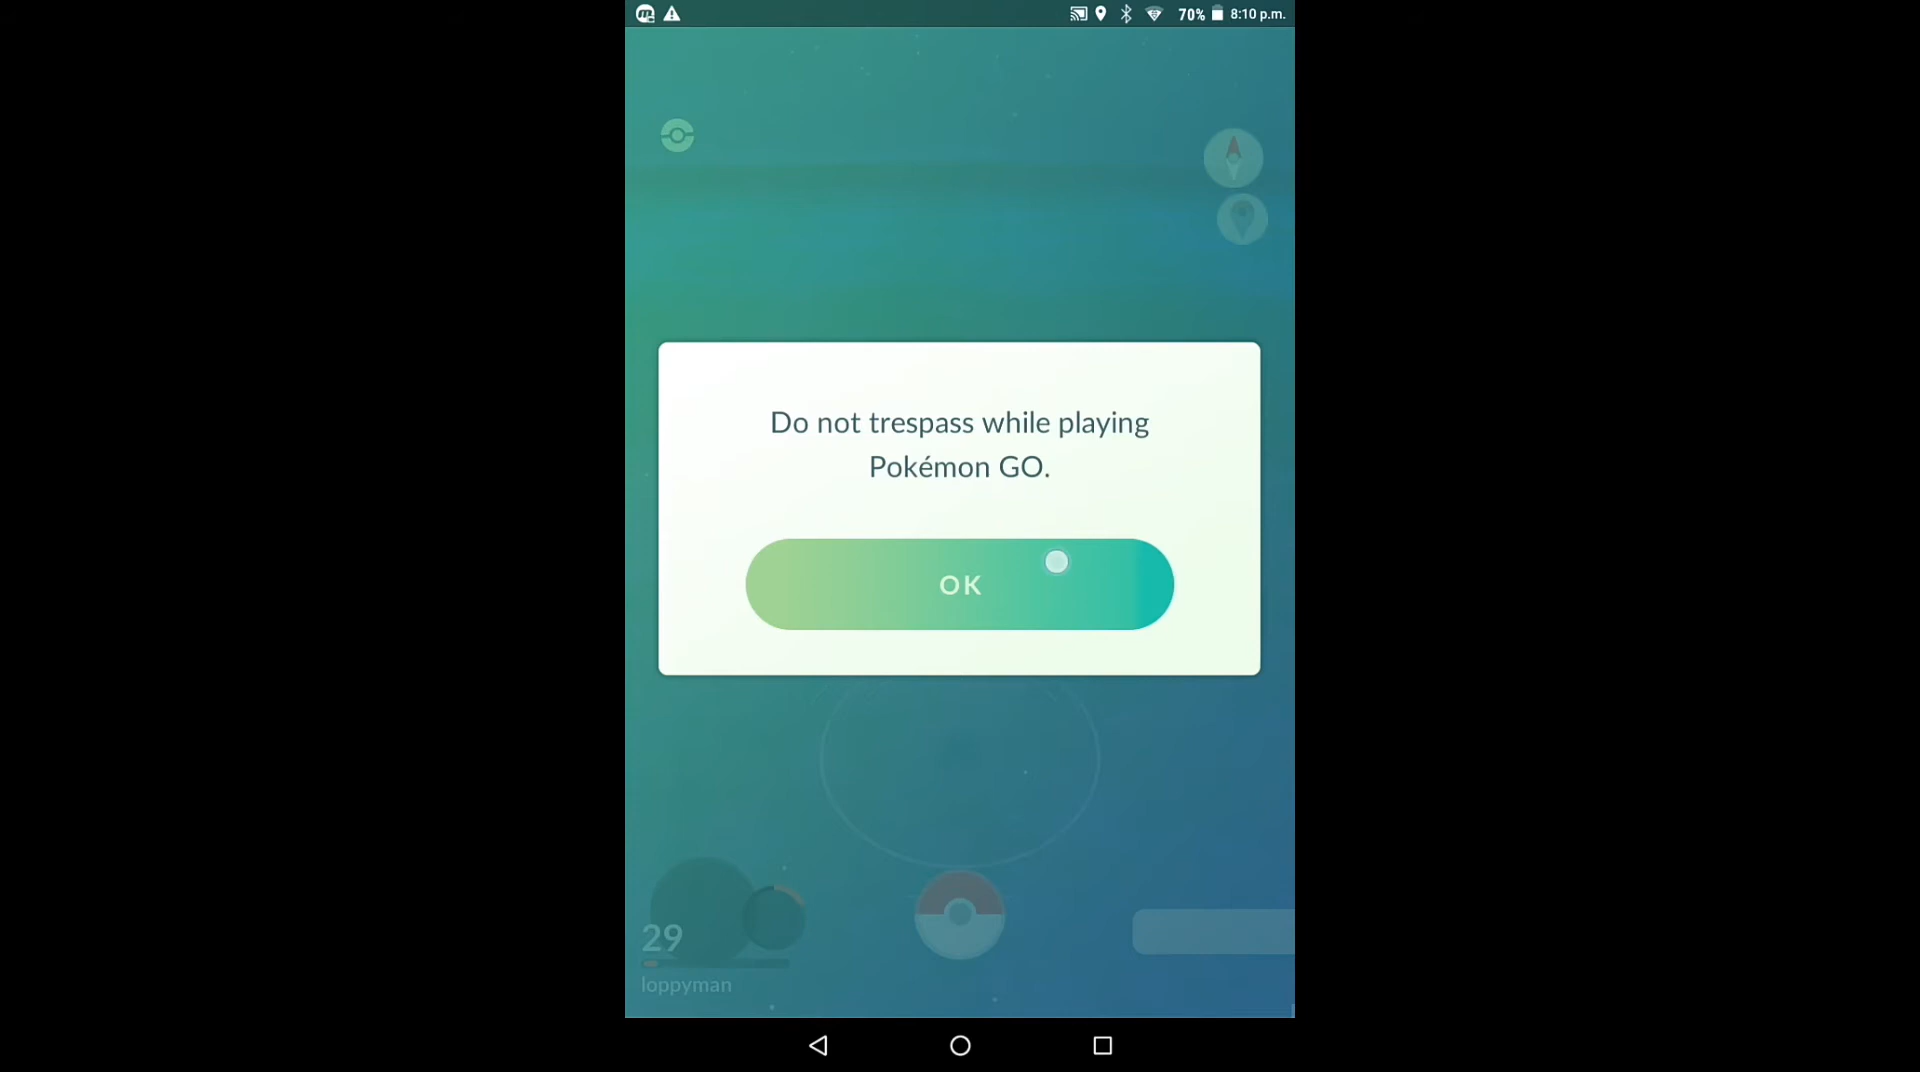 70% 8:10 p.m.
Do not trespass while playing
Pokémon GO.
OK
29
loppyman